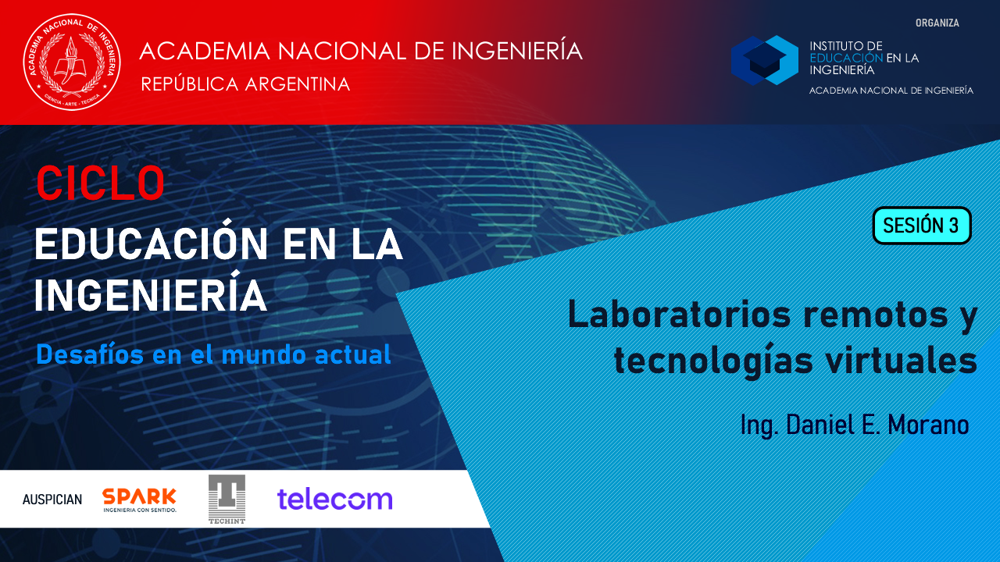 ACADEMIA NACIONAL DE INGENIERIA
CIENCIA - ARTE - TECNICA
ACADEMIA NACIONAL DE INGENIERÍA
REPÚBLICA ARGENTINA
ORGANIZA
INSTITUTO DE
EDUCACIÓN EN LA
INGENIERÍA
ACADEMIA NACIONAL DE INGENIERÍA
CICLO
EDUCACIÓN EN LA
INGENIERÍA
Desafíos en el mundo actual
SESIÓN 3
Laboratorios remotos y
tecnologías virtuales
Ing. Daniel E. Morano
AUSPICIAN
SPARK
INGENIERIA CON SENTIDO.
TECHINT
telecom